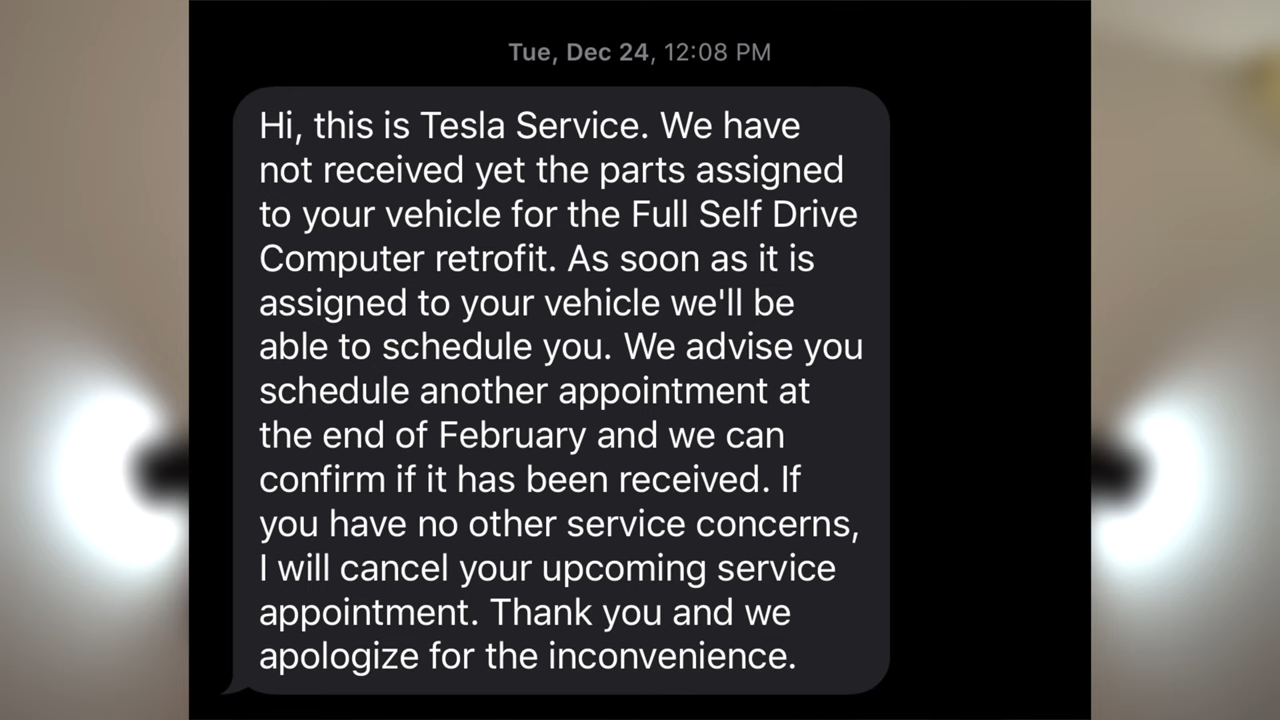 Tue, Dec 24, 12:08 PM
Hi, this is Tesla Service. We have
not received yet the parts assigned
to your vehicle for the Full Self Drive
Computer retrofit. As soon as it is
assigned to your vehicle we'll be
able to schedule you. We advise you
schedule another appointment at
the end of February and we can
confirm if it has been received. If
you have no other service concerns,
I will cancel your upcoming service
appointment. Thank you and we
apologize for the inconvenience.